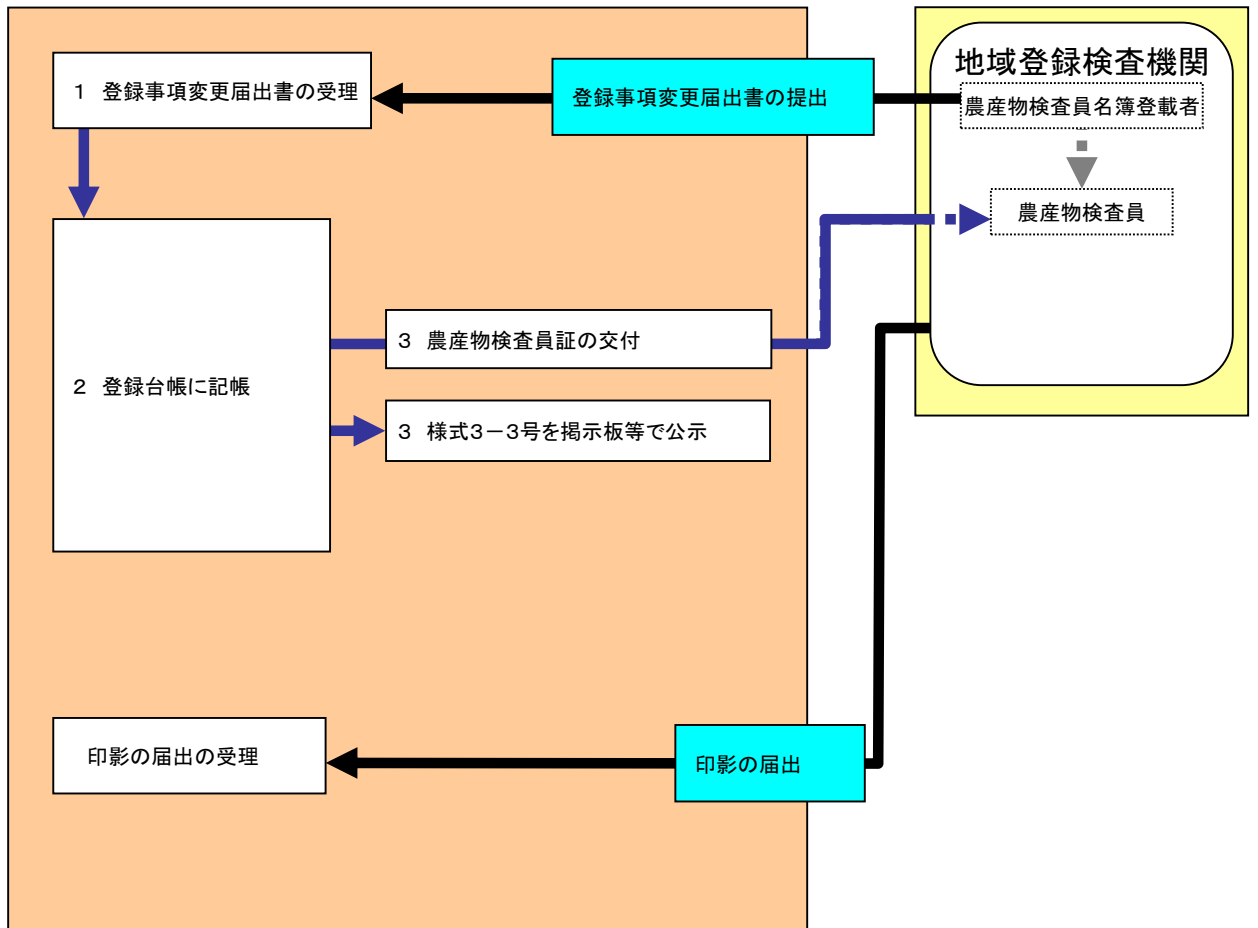 地域登録検査機関
1　登録事項変更届出書の受理
登録事項変更届出書の提出
農産物検査員名簿登載者
農産物検査員
3　農産物検査員証の交付
2　登録台帳に記帳
3　様式3－3号を掲示板等で公示
印影の届出の受理
印影の届出